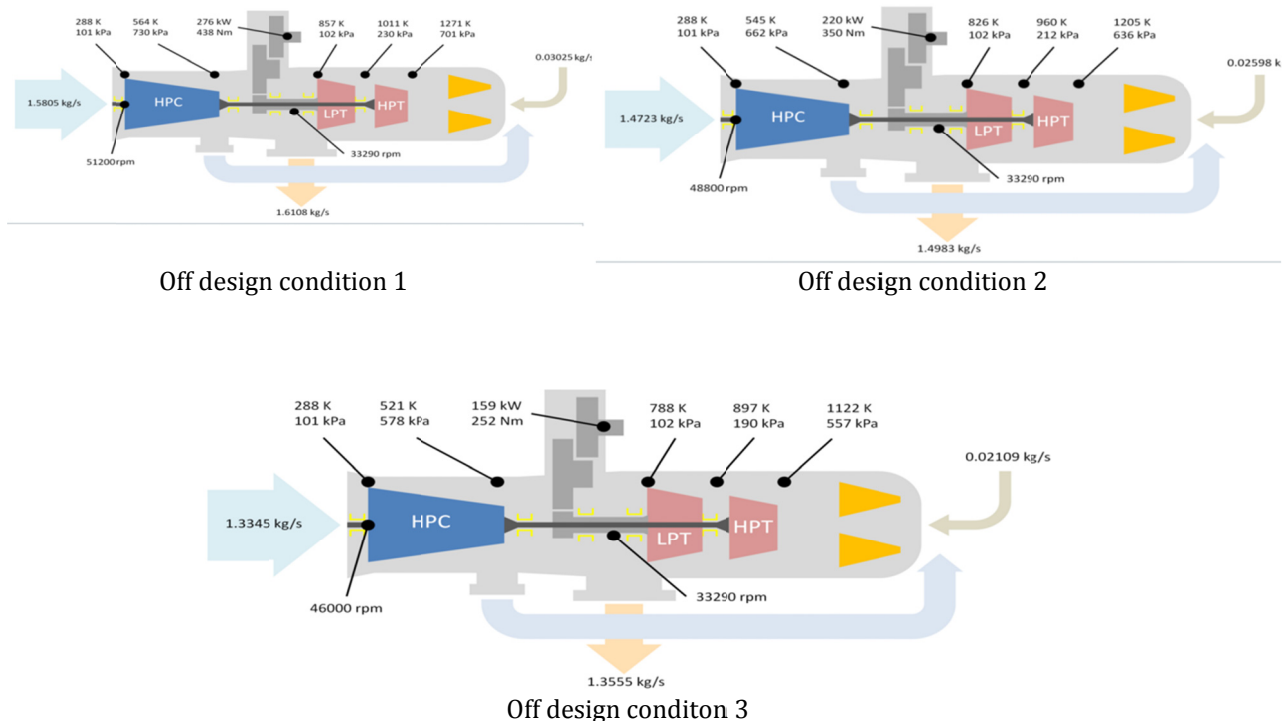 288 K 564 K 276 kW 857 K 1011 K 1271 K
101 kPa 730 kPa 438 Nm 102 kPa 230 kPa 701 kPa
0.03025 kg/s
1.5805 kg/s
HPC
LPT
HPT
51200rpm
33290 rpm
1.6108 kg/s
Off design condition 1
288 K 545 K 220 kW 826 K 960 K 1205 K
101 kPa 662 kPa 350 Nm 102 kPa 212 kPa 636 kPa
0.02598 k
1.4723 kg/s
HPC
LPT
HPT
48800rpm
33290 rpm
1.4983 kg/s
Off design condition 2
288 K 521 K 159 kW 788 K 897 K 1122 K
101 kPa 578 kPa 252 Nm 102 kPa 190 kPa 557 kPa
0.02109 kg/s
1.3345 kg/s
HPC
LPT
HPT
46000 rpm
33290 rpm
1.3555 kg/s
Off design conditon 3